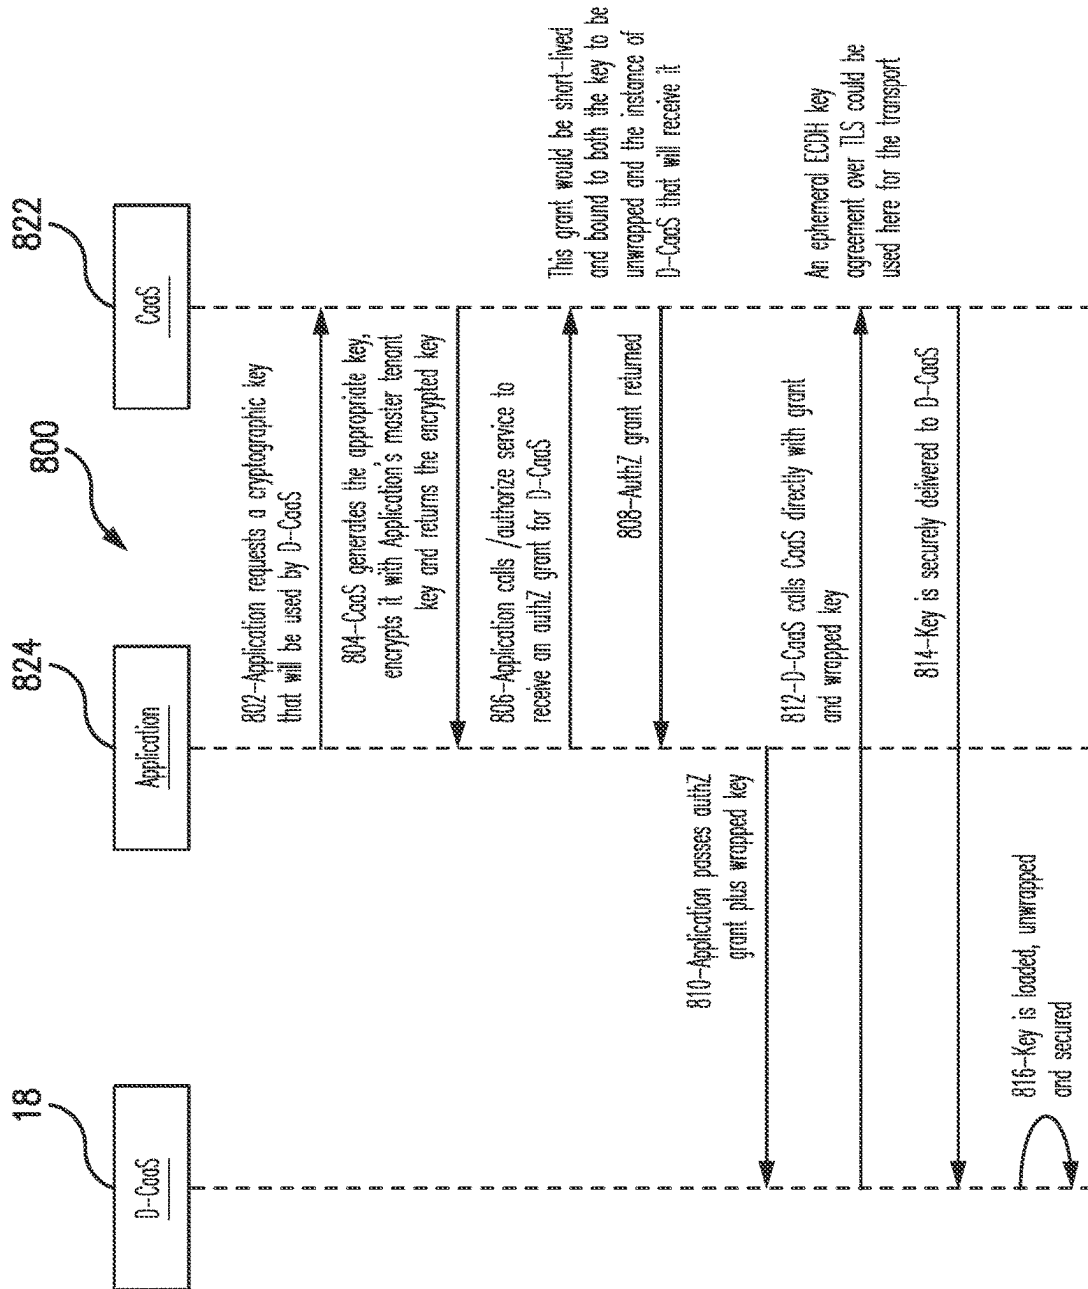 800
18
D-CaaS
824
Application
822
CaaS
802-Application requests a cryptographic key
that will be used by D-CaaS
804-CaaS generates the appropriate key,
encrypts it with Application's master tenant
key and returns the encrypted key
806-Application calls /authorize service to
receive an authZ grant for D-CaaS
This grant would be short-lived
and bound to both the key to be
unwrapped and the instance of
D-CaaS that will receive it
808-AuthZ grant returned
810-Application passes authZ
grant plus wrapped key
812-D-CaaS calls CaaS directly with grant
and wrapped key
An ephemeral ECDH key
agreement over TLS could be
used here for the transport
814-Key is securely delivered to D-CaaS
816-Key is loaded, unwrapped
and secured